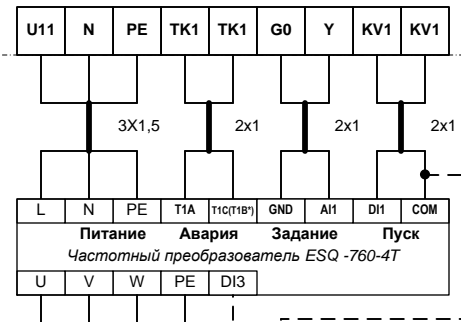 U11 N PE TK1 TK1 G0 Y KV1 KV1
3X1,5 2x1 2x1 2x1
L N PE T1A T1C(T1B*) GND AI1 DI1 COM
Питание Авария Задание Пуск
Частотный преобразователь ESQ -760-4T
U V W PE DI3